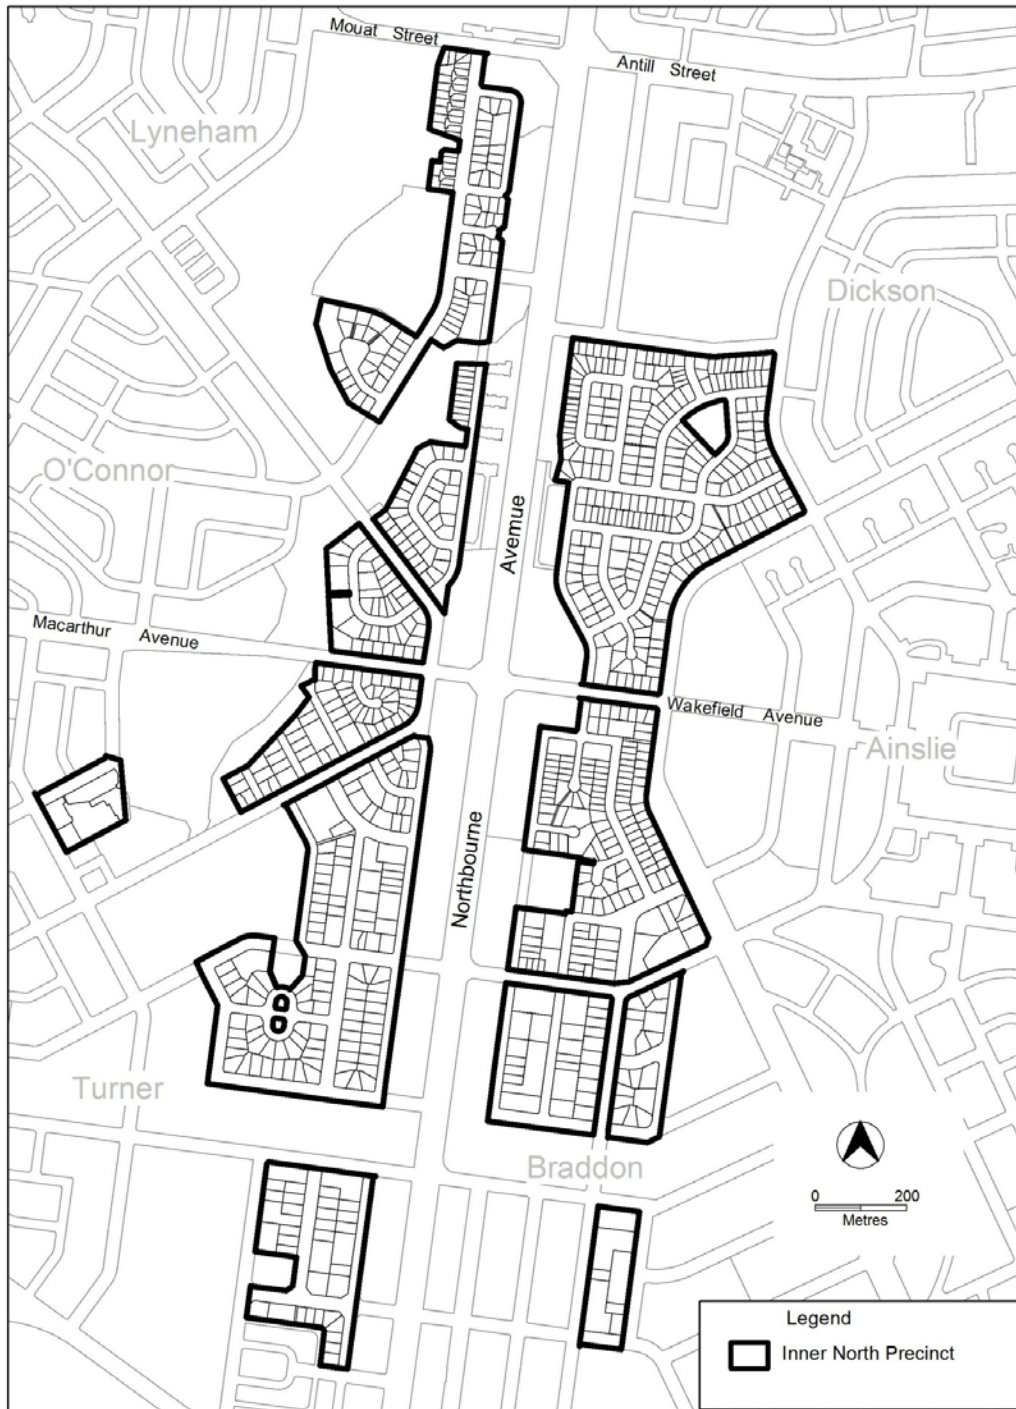 Mouat Street
Antill Street
Lyneham
Dickson
O'Connor
Avemue
Macarthur Avenue
Wakefield Avenue
Ainslie
Northbourne
Turner
Braddon
0 200
Metres
Legend
Inner North Precinct